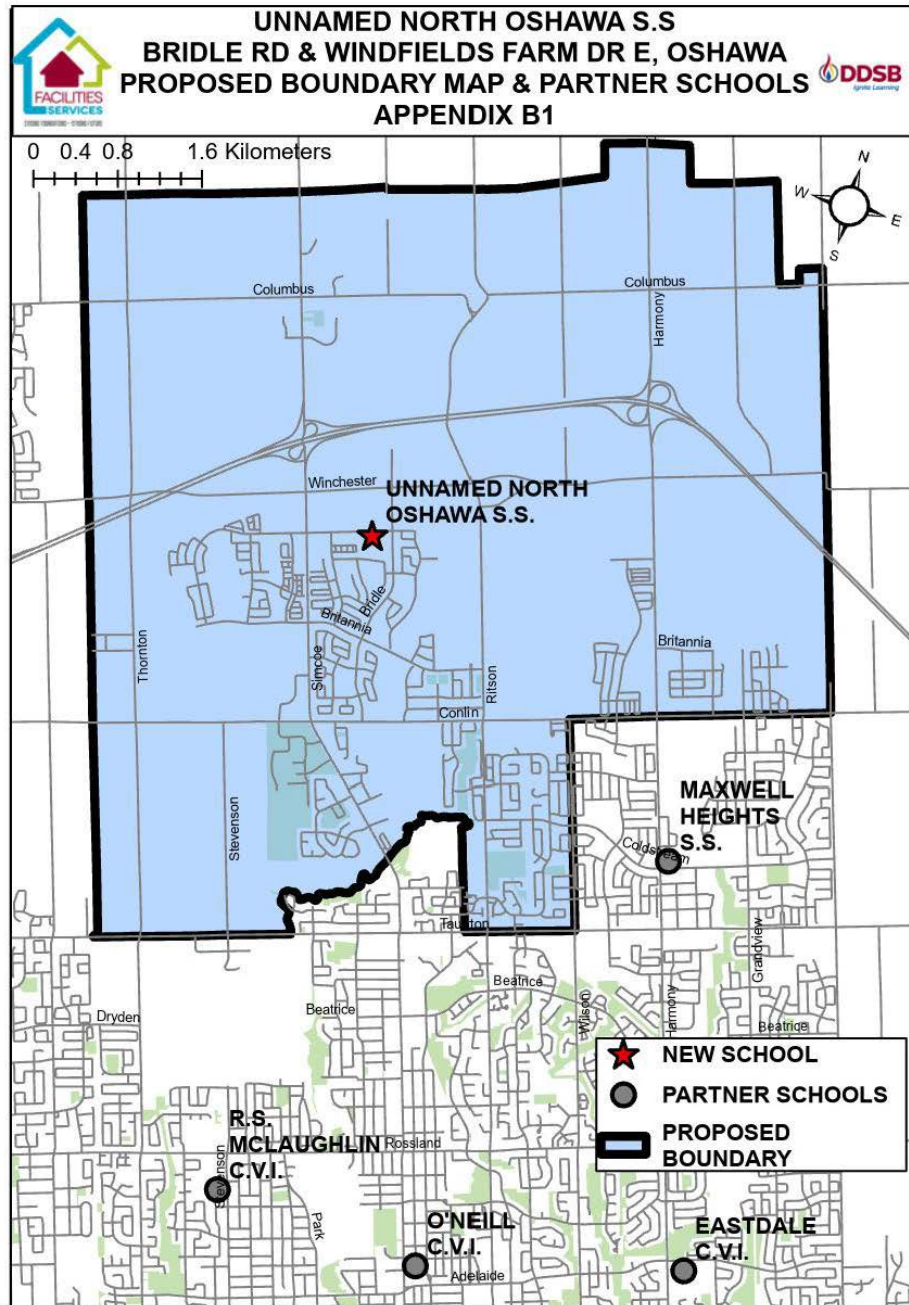 UNNAMED NORTH OSHAWA S.S
BRIDLE RD & WINDFIELDS FARM DR E, OSHAWA
PROPOSED BOUNDARY MAP & PARTNER SCHOOLS
APPENDIX B1
FACILITIES
SERVICES
DDSB
Ignite Learning
0 0.4 0.8 1.6 Kilometers
N
W
E
S
Columbus
Columbus
Harmony
Winchester
UNNAMED NORTH
OSHAWA S.S.
Bridle
Britannia
Britannia
Thornton
Simcoe
Ritson
Conlin
MAXWELL
HEIGHTS
S.S.
Stevenson
Coldstream
Taunton
Grandview
Beatrice
Beatrice
Wilson
Harmony
Dryden
Beatrice
NEW SCHOOL
PARTNER SCHOOLS
PROPOSED
BOUNDARY
R.S.
MCLAUGHLIN
C.V.I.
Rossland
Stevenson
Park
O'NEILL
C.V.I.
Adelaide
EASTDALE
C.V.I.